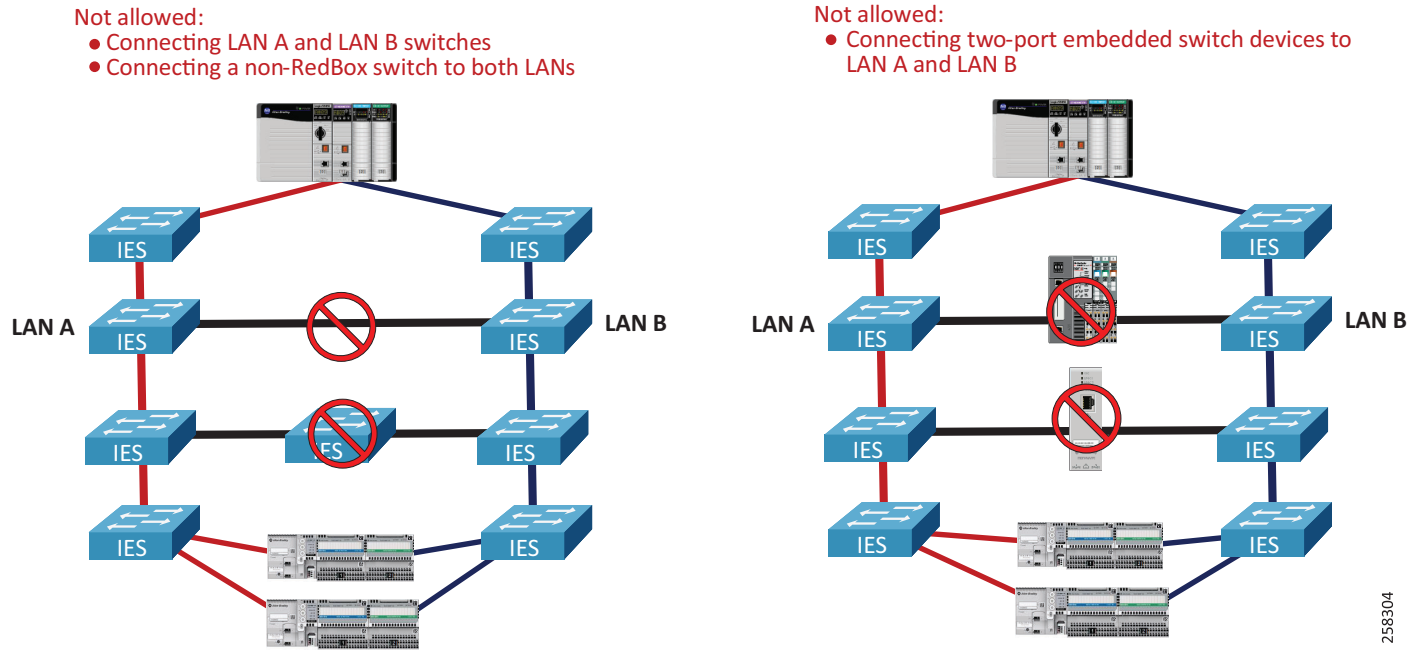 Not allowed:
• Connecting LAN A and LAN B switches
• Connecting a non-RedBox switch to both LANs
IES
IES
LAN A
IES
IES
LAN B
IES
IES
IES
IES
IES
Not allowed:
• Connecting two-port embedded switch devices to
LAN A and LAN B
IES
IES
LAN A
IES
IES
LAN B
IES
IES
IES
IES
258304